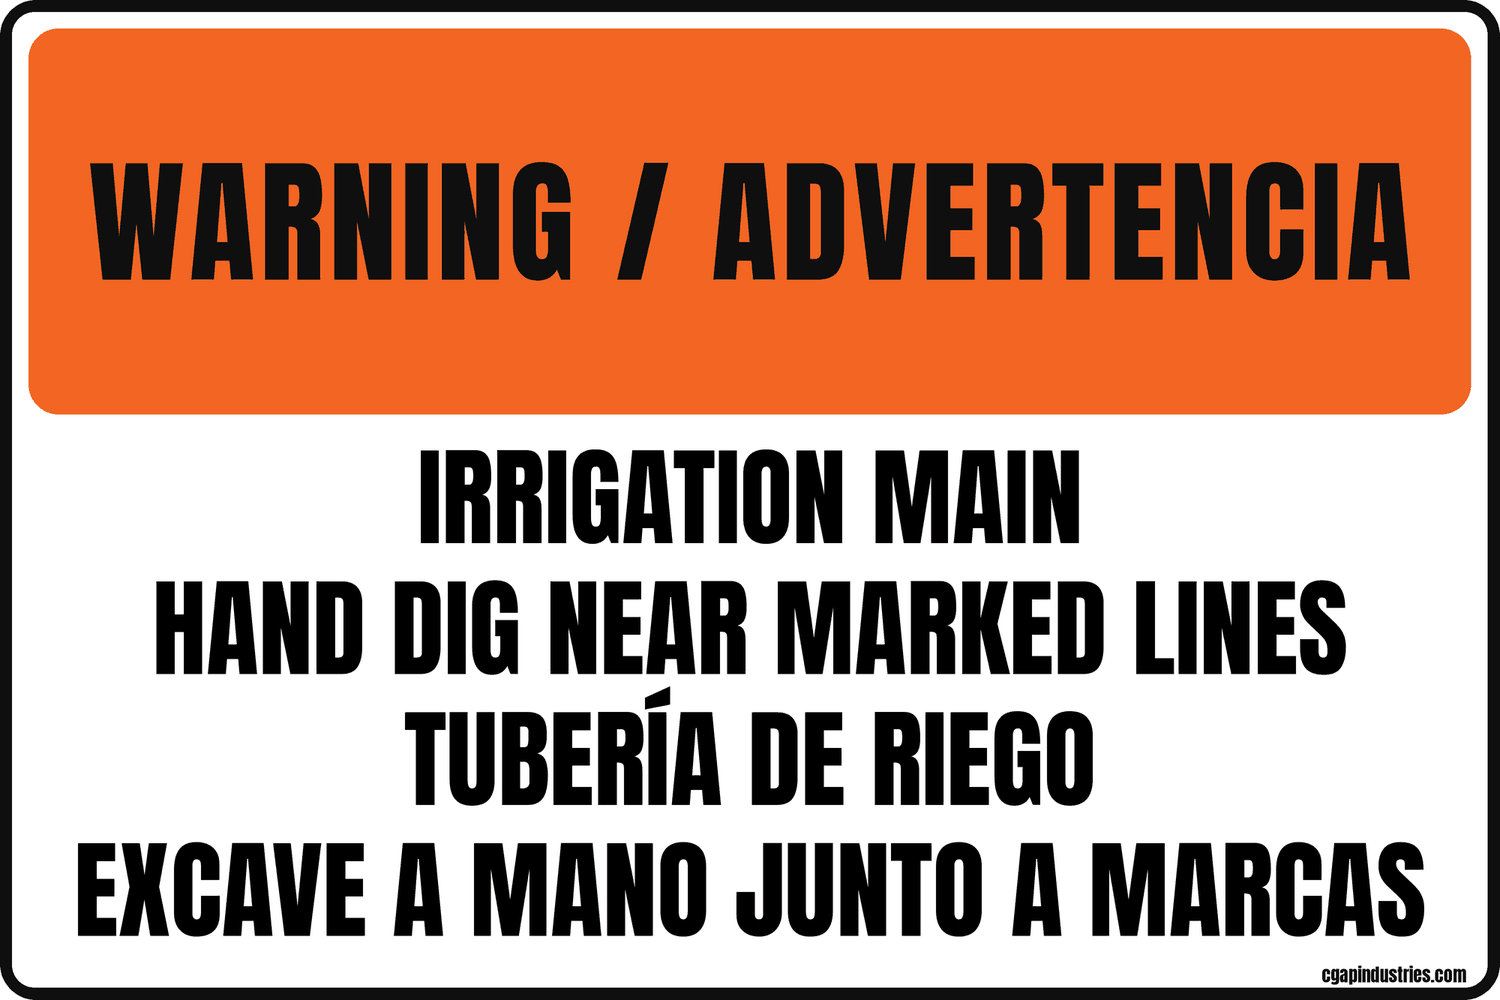 WARNING / ADVERTENCIA
IRRIGATION MAIN
HAND DIG NEAR MARKED LINES
TUBERÍA DE RIEGO
EXCAVE A MANO JUNTO A MARCAS
cgapindustries.com